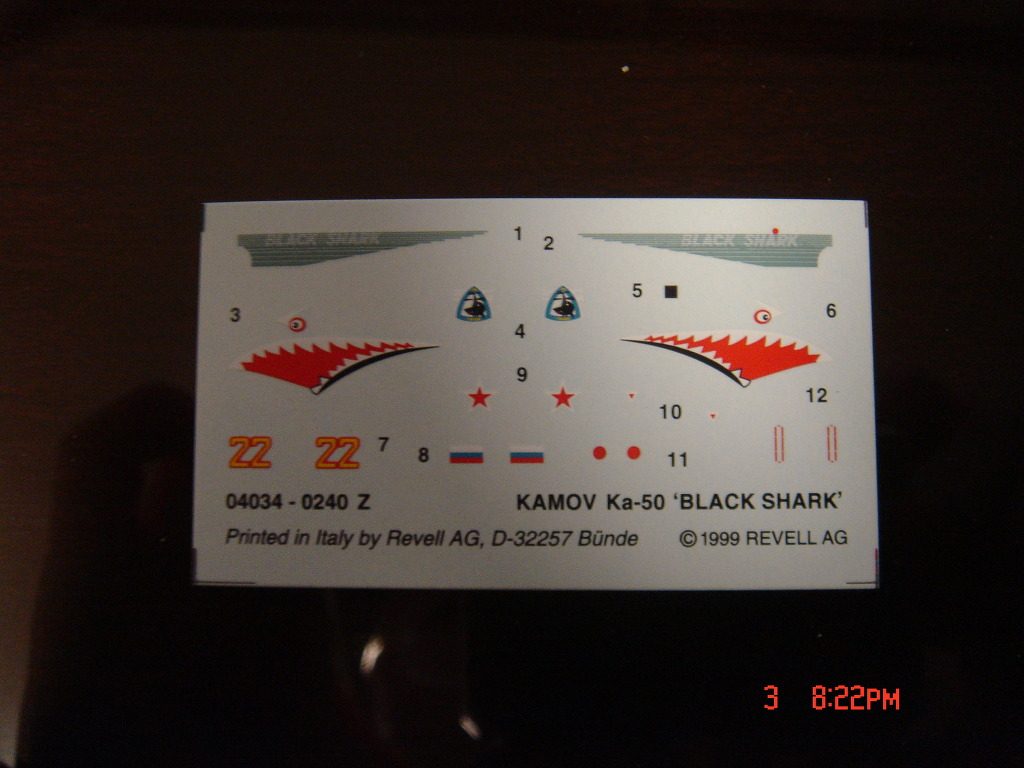 BLACK SHARK 1 2 BLACK SHARK
3 5 6
4
9
10 12
22 22 7 8 11
04034 - 0240 Z KAMOV Ka-50 ‘BLACK SHARK’
Printed in Italy by Revell AG, D-32257 Bünde © 1999 REVELL AG
3 8:22PM